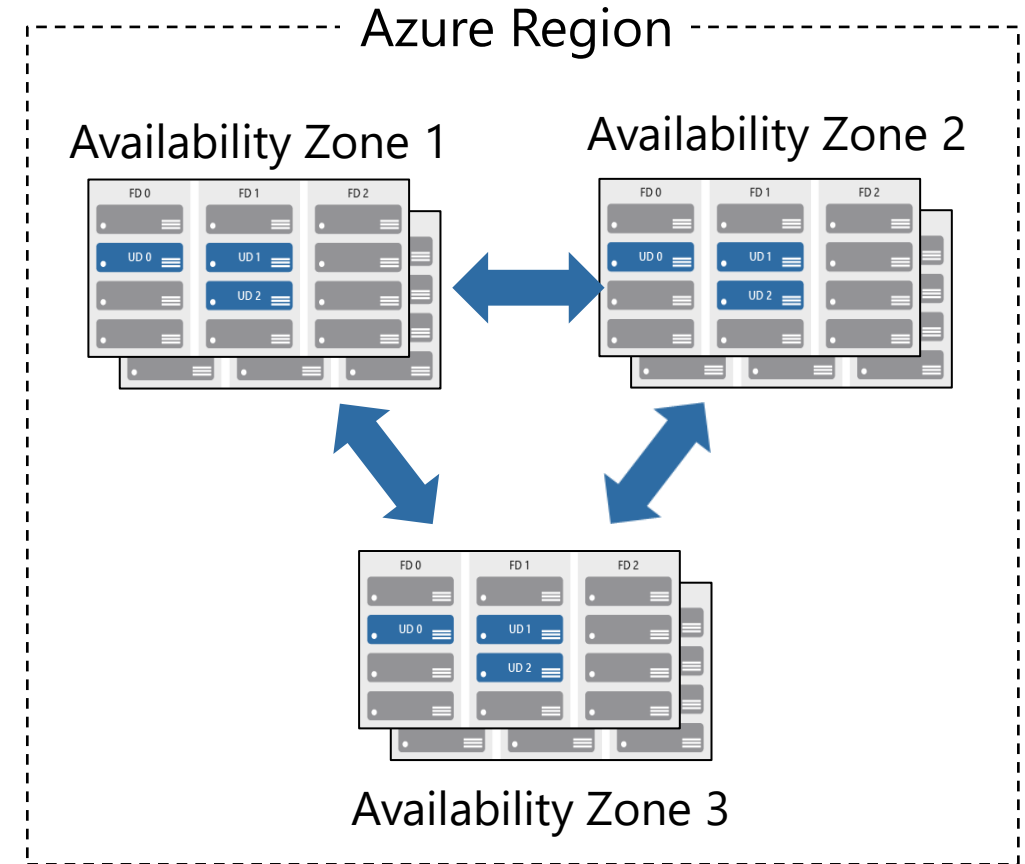 Azure Region
Availability Zone 1
FD 0 FD 1 FD 2
UD 0 UD 1
UD 2
Availability Zone 2
FD 0 FD 1 FD 2
UD 0 UD 1
UD 2
FD 0 FD 1 FD 2
UD 0 UD 1
UD 2
Availability Zone 3